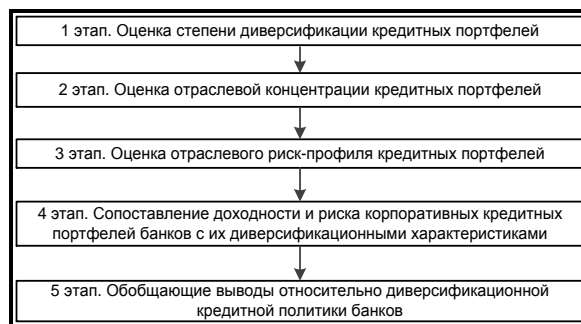 1 этап. Оценка степени диверсификации кредитных портфелей
2 этап. Оценка отраслевой концентрации кредитных портфелей
3 этап. Оценка отраслевого риск-профиля кредитных портфелей
4 этап. Сопоставление доходности и риска корпоративных кредитных
портфелей банков с их диверсификационными характеристиками
5 этап. Обобщающие выводы относительно диверсификационной
кредитной политики банков